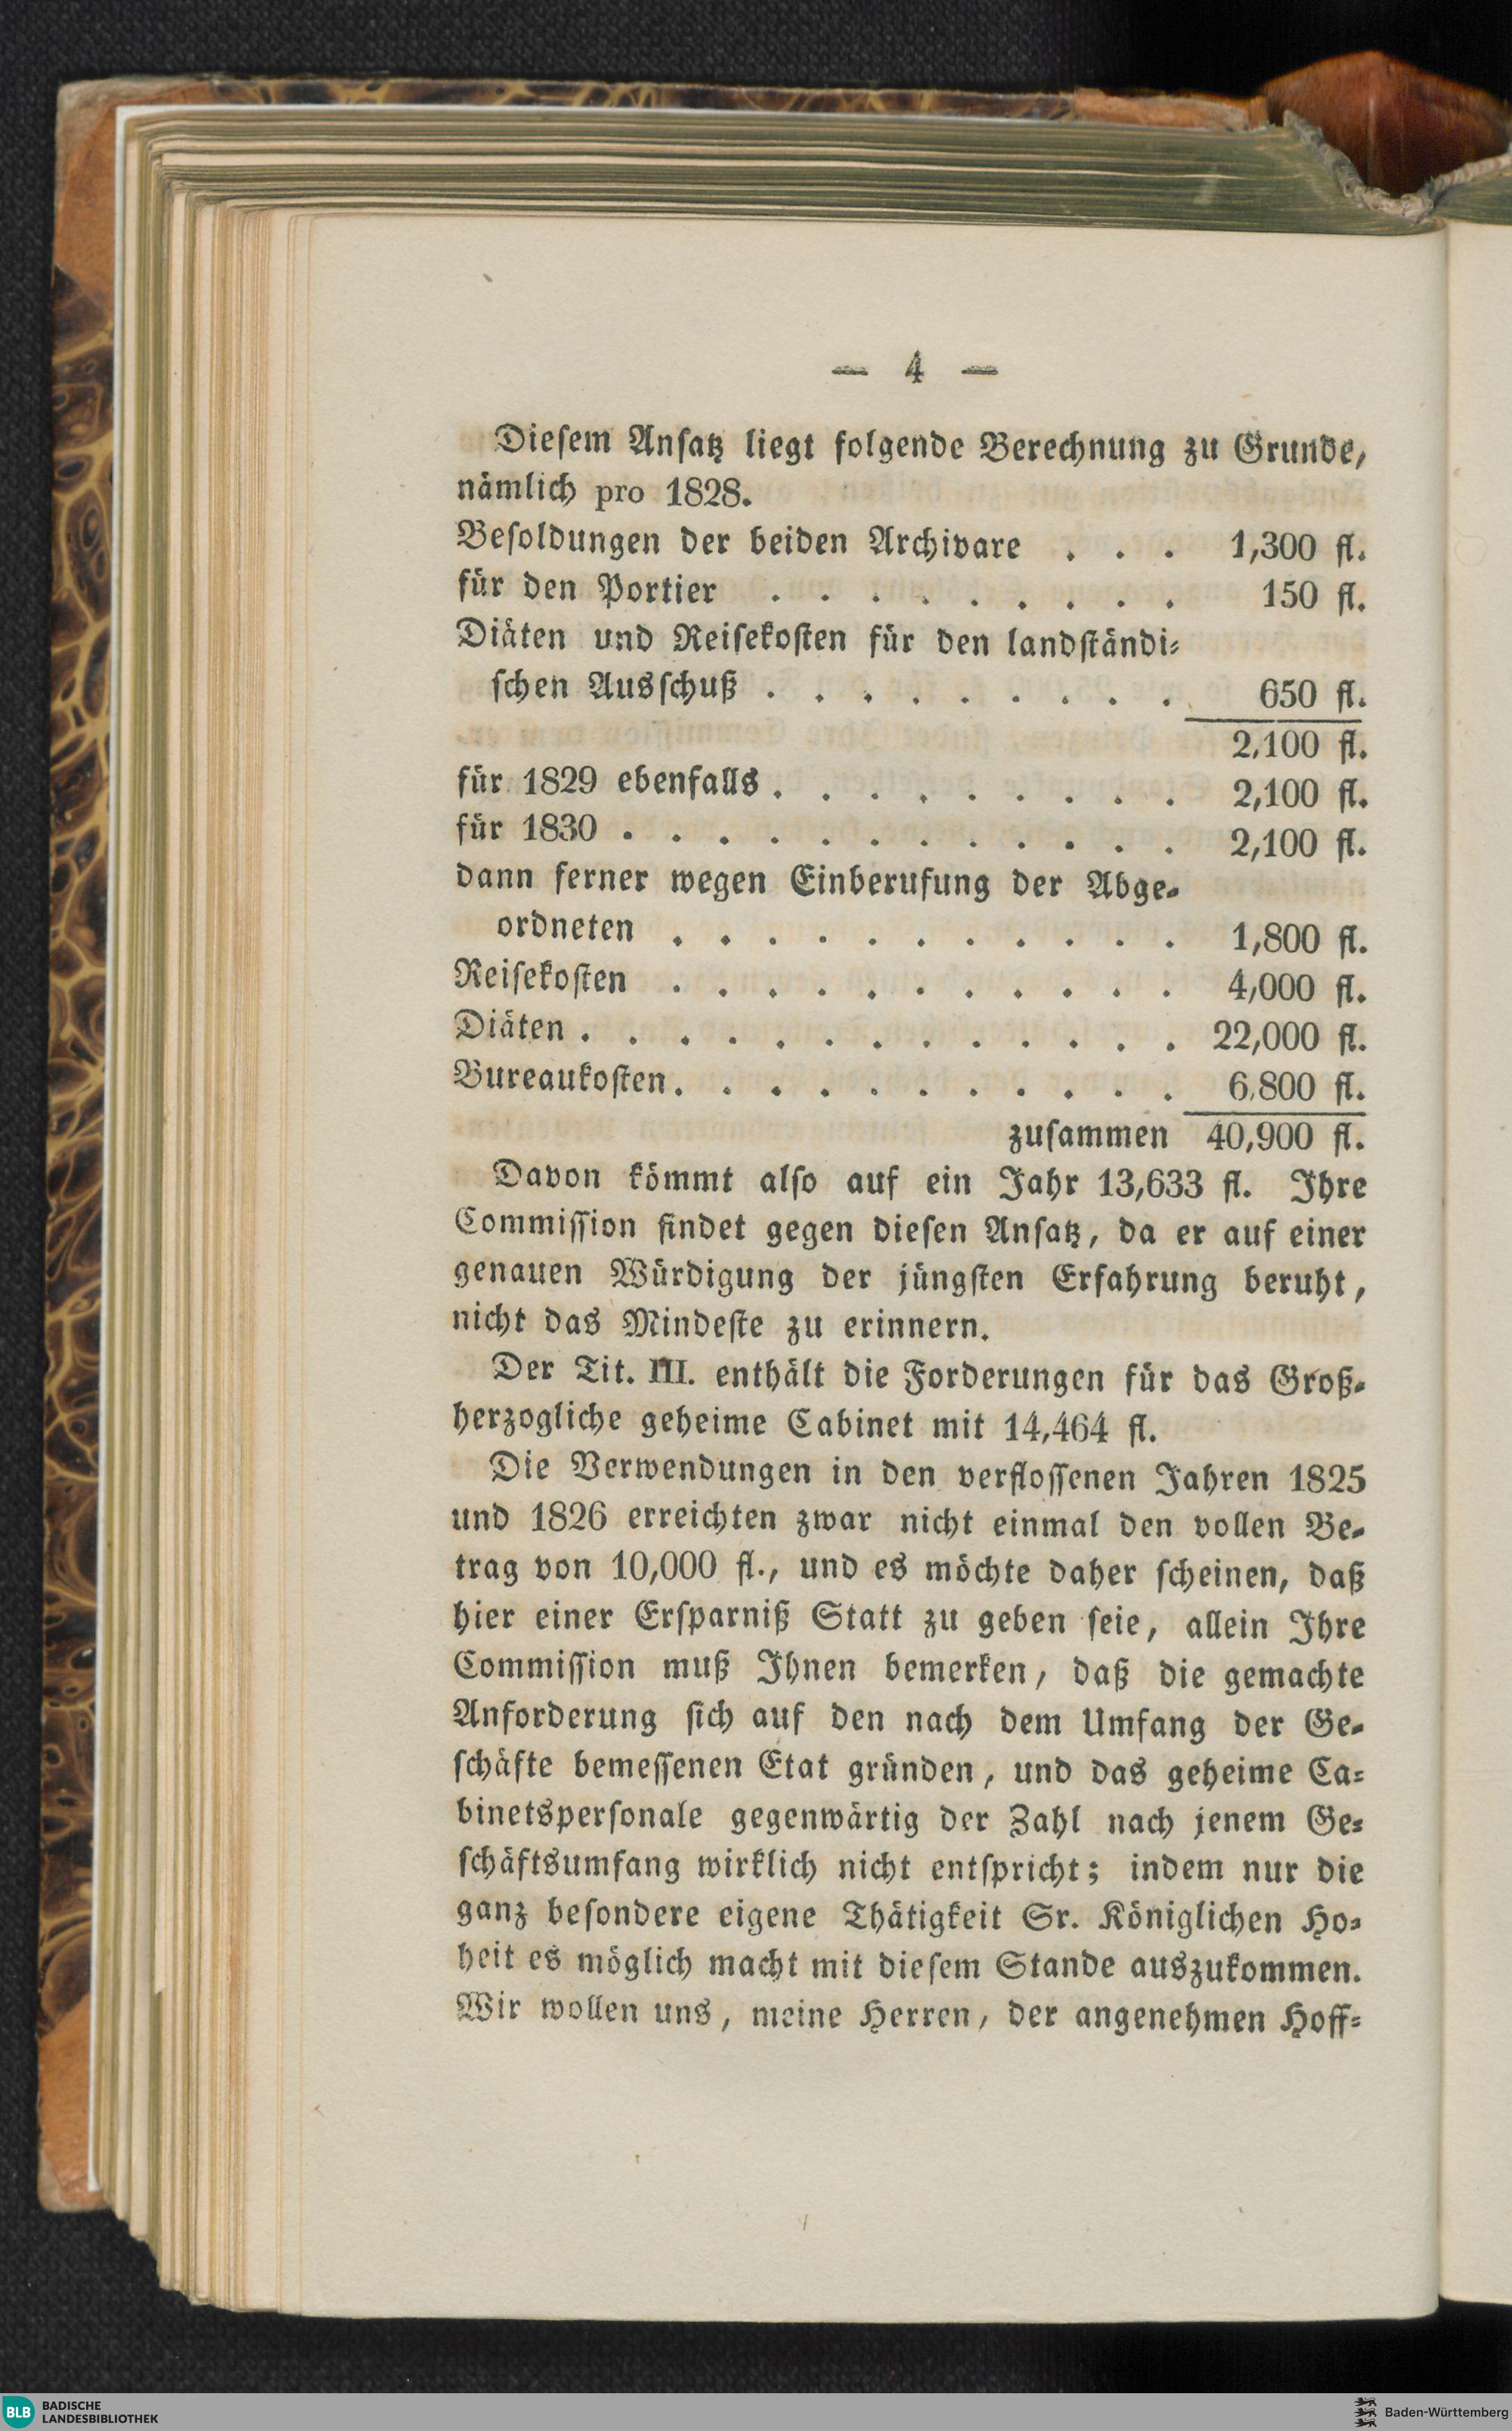 — 4 —
Dieſem Anſatz liegt folgende Berechnung zu Grunde,
nämlich pro 1828.
Beſoldungen der beiden Archivare . . . 1,300 fl.
für den Portier . . . . . . . . . 150 fl.
Diäten und Reiſekoſten für den landſtändi⸗
ſchen Ausſchuß . . . . . . . . . 650 fl.
2,100 fl.
für 1829 ebenfalls . . . . . . . . . 2,100 fl.
für 1830 . . . . . . . . . . . . 2,100 fl.
dann ferner wegen Einberufung der Abge⸗
ordneten . . . . . . . . . . . 1,800 fl.
Reiſekoſten . . . . . . . . . . . 4,000 fl.
Diäten . . . . . . . . . . . . . 22,000 fl.
Bureaukoſten . . . . . . . . . . . 6,800 fl.
zuſammen 40,900 fl.
Davon kömmt alſo auf ein Jahr 13,633 fl. Ihre
Commiſſion findet gegen dieſen Anſatz, da er auf einer
genauen Würdigung der jüngſten Erfahrung beruht,
nicht das Mindeſte zu erinnern.
Der Tit. III. enthält die Forderungen für das Groß⸗
herzogliche geheime Cabinet mit 14,464 fl.
Die Verwendungen in den verfloſſenen Jahren 1825
und 1826 erreichten zwar nicht einmal den vollen Be⸗
trag von 10,000 fl., und es möchte daher ſcheinen, daß
hier einer Erſparniß Statt zu geben ſeie, allein Ihre
Commiſſion muß Ihnen bemerken, daß die gemachte
Anforderung ſich auf den nach dem Umfang der Ge⸗
ſchäfte bemeſſenen Etat gründen, und das geheime Ca⸗
binetsperſonale gegenwärtig der Zahl nach jenem Ge⸗
ſchäftsumfang wirklich nicht entſpricht; indem nur die
ganz beſondere eigene Thätigkeit Sr. Königlichen Ho⸗
heit es möglich macht mit dieſem Stande auszukommen.
Wir wollen uns, meine Herren, der angenehmen Hoff⸗
BLB BADISCHE
LANDESBIBLIOTHEK
Baden-Württemberg